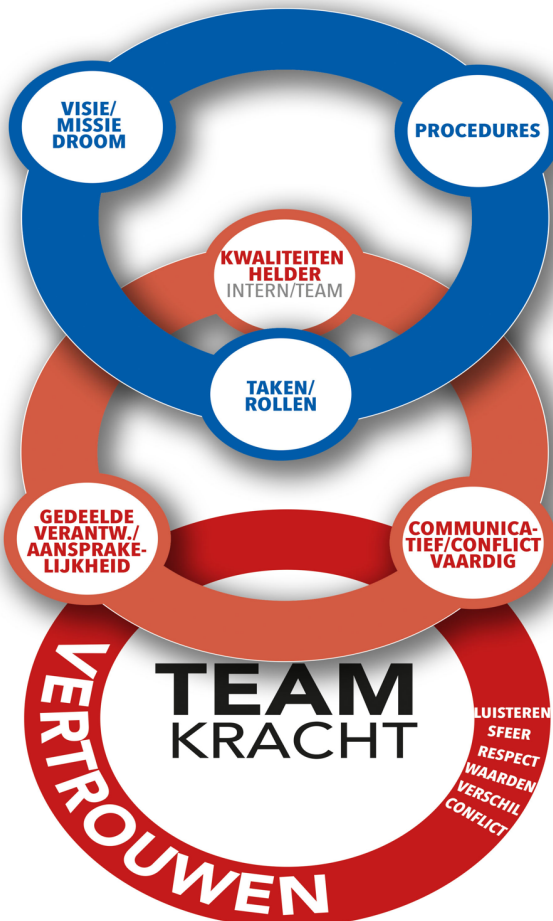 VISIE/
MISSIE
DROOM
PROCEDURES
KWALITEITEN
HELDER
INTERN/TEAM
TAKEN/
ROLLEN
GEDEELDE
VERANTW./
AANSPRAKE-
LIJKHEID
COMMUNICA-
TIEF/CONFLICT
VAARDIG
TEAM
KRACHT
VERTROUWEN
LUISTEREN
SFEER
RESPECT
WAARDEN
VERSCHIL
CONFLICT